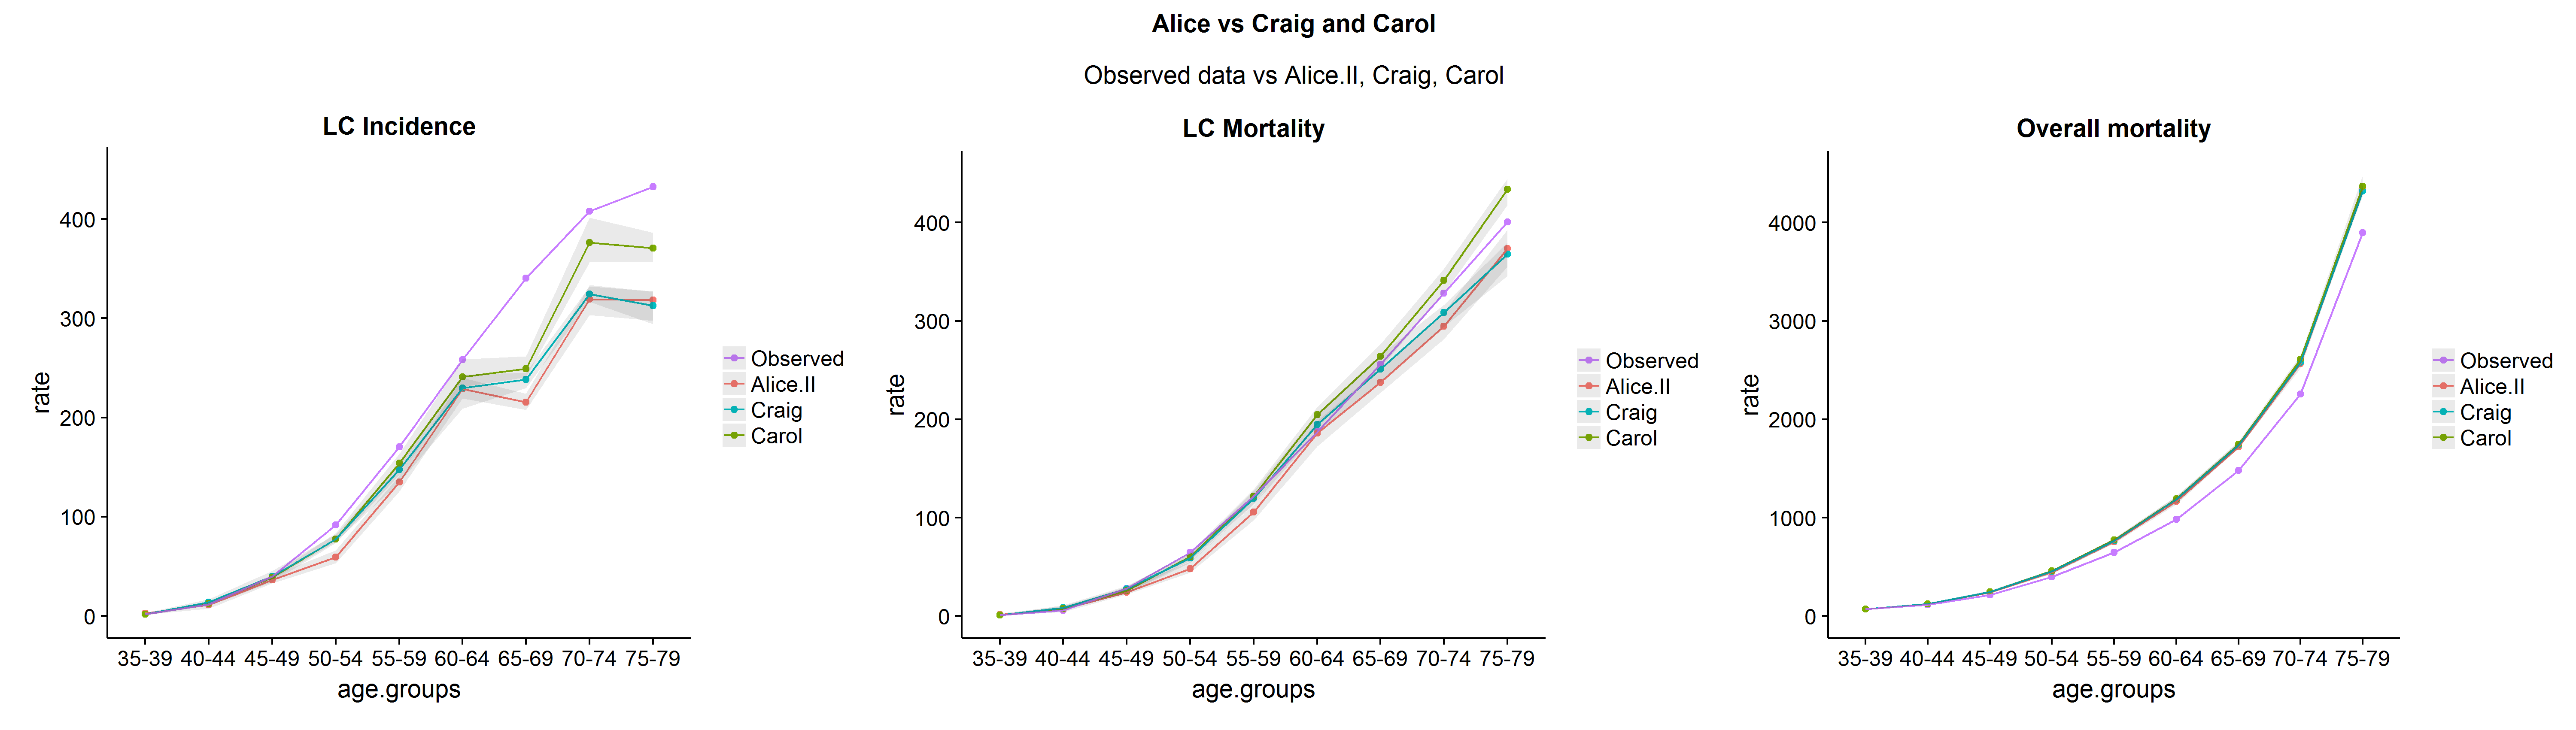 Alice vs Craig and Carol
Observed data vs Alice.II, Craig, Carol
LC Incidence
rate
400
300
200
100
0
35-39 40-44 45-49 50-54 55-59 60-64 65-69 70-74 75-79
age.groups
Observed
Alice.II
Craig
Carol
LC Mortality
rate
400
300
200
100
0
35-39 40-44 45-49 50-54 55-59 60-64 65-69 70-74 75-79
age.groups
Observed
Alice.II
Craig
Carol
Overall mortality
rate
4000
3000
2000
1000
0
35-39 40-44 45-49 50-54 55-59 60-64 65-69 70-74 75-79
age.groups
Observed
Alice.II
Craig
Carol